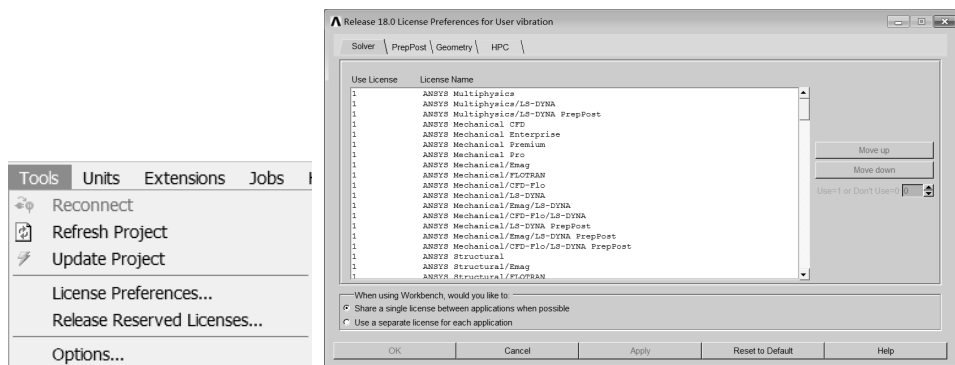 Tools Units Extensions Jobs
Reconnect
Refresh Project
Update Project
License Preferences...
Release Reserved Licenses...
Options...
Release 18.0 License Preferences for User vibration
Solver PrepPost Geometry HPC
Use License License Name
1 ANSYS Multiphysics
1 ANSYS Multiphysics/LS-DYNA
1 ANSYS Multiphysics/LS-DYNA PrepPost
1 ANSYS Mechanical CFD
1 ANSYS Mechanical Enterprise
1 ANSYS Mechanical Premium
1 ANSYS Mechanical Pro
1 ANSYS Mechanical/Emag
1 ANSYS Mechanical/FLOTRAN
1 ANSYS Mechanical/CFD-Flo
1 ANSYS Mechanical/LS-DYNA
1 ANSYS Mechanical/Emag/LS-DYNA
1 ANSYS Mechanical/CFD-Flo/LS-DYNA
1 ANSYS Mechanical/LS-DYNA PrepPost
1 ANSYS Mechanical/Emag/LS-DYNA PrepPost
1 ANSYS Mechanical/CFD-Flo/LS-DYNA PrepPost
1 ANSYS Structural
1 ANSYS Structural/Emag
1 ANSYS Structural/FLOTRAN
Move up
Move down
Use=1 or Don't Use=0 0
When using Workbench, would you like to:
Share a single license between applications when possible
Use a separate license for each application
OK Cancel Apply Reset to Default Help